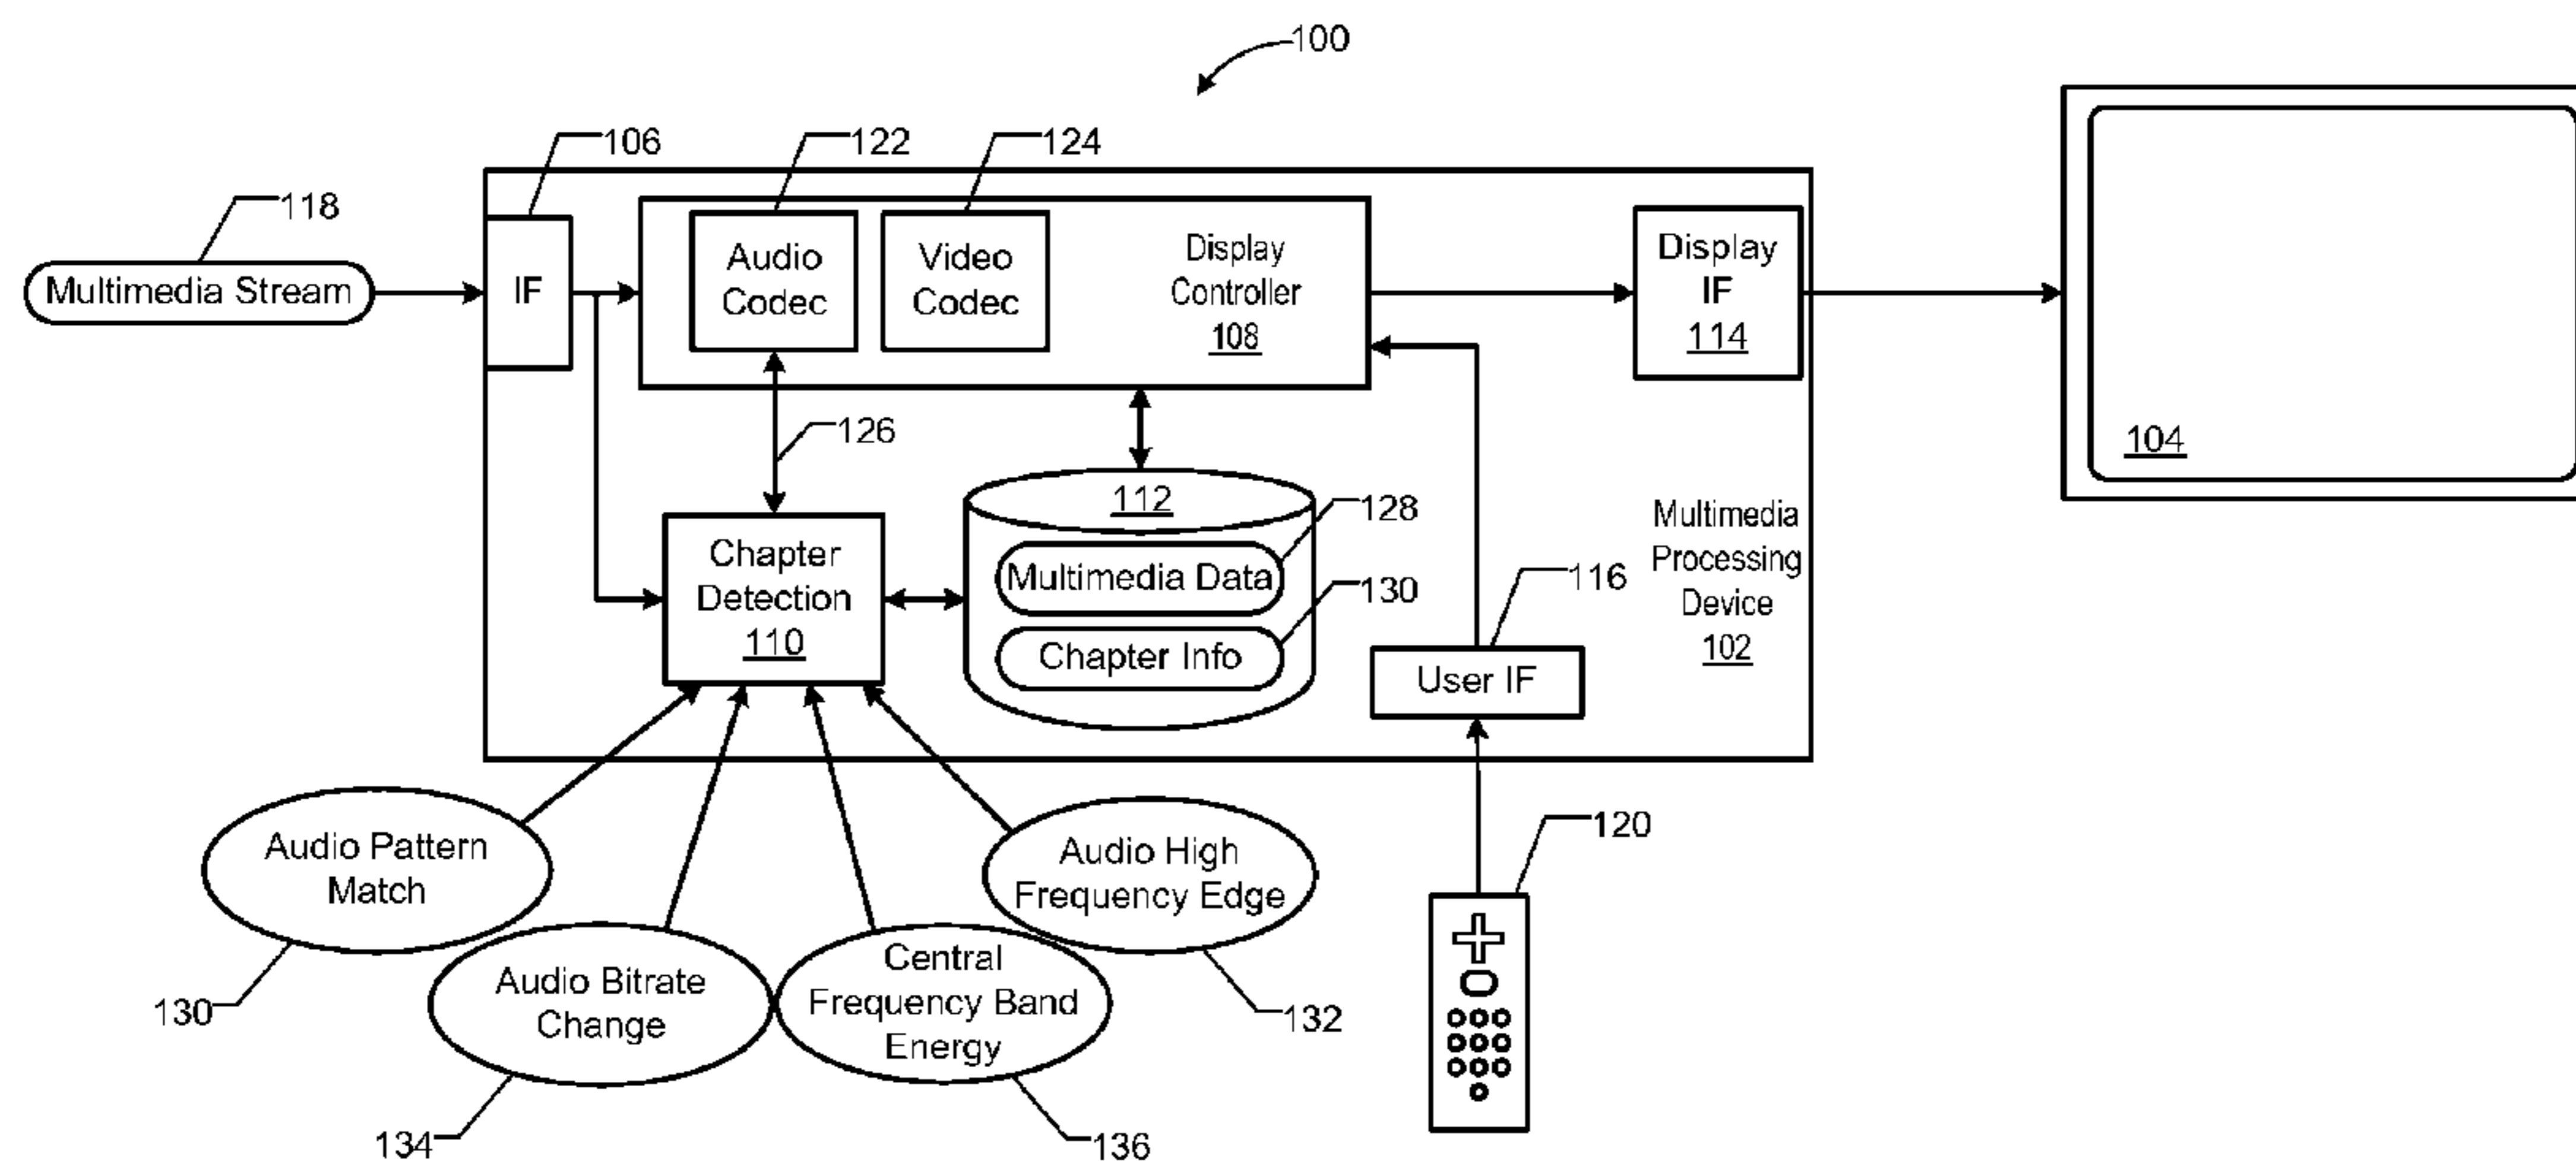 100
106
122
124
118
Multimedia Stream
IF
Audio
Codec
Video
Codec
Display
Controller
108
Display
IF
114
104
126
112
128
Multimedia Data
130
Chapter Info
Chapter
Detection
110
Multimedia
Processing
Device
102
116
User IF
120
Audio Pattern
Match
130
Audio Bitrate
Change
134
Central
Frequency Band
Energy
136
Audio High
Frequency Edge
132